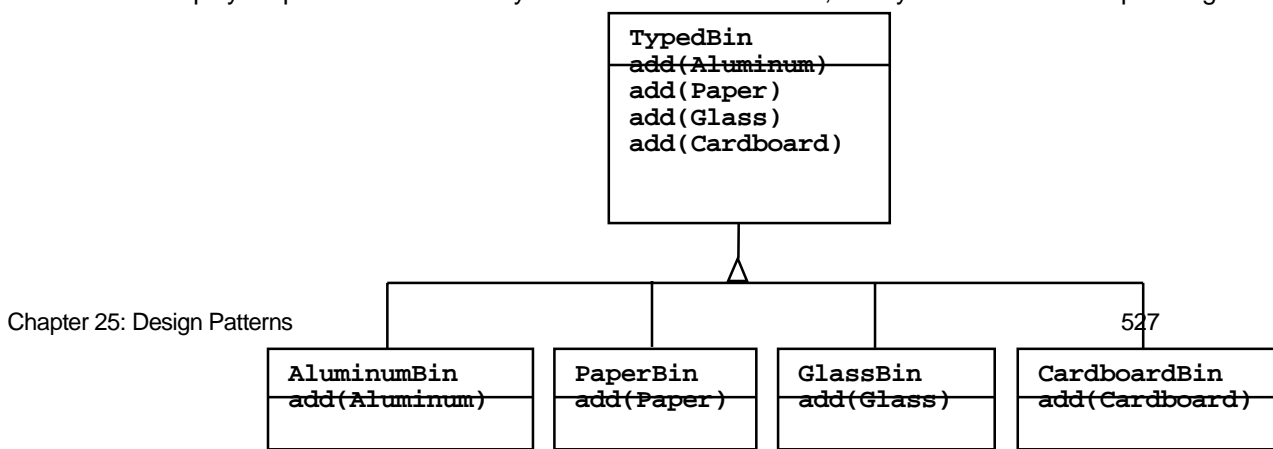 TypedBin
add(Aluminum)
add(Paper)
add(Glass)
add(Cardboard)
Chapter 25: Design Patterns 527
AluminumBin
add(Aluminum)
PaperBin
add(Paper)
GlassBin
add(Glass)
CardboardBin
add(Cardboard)